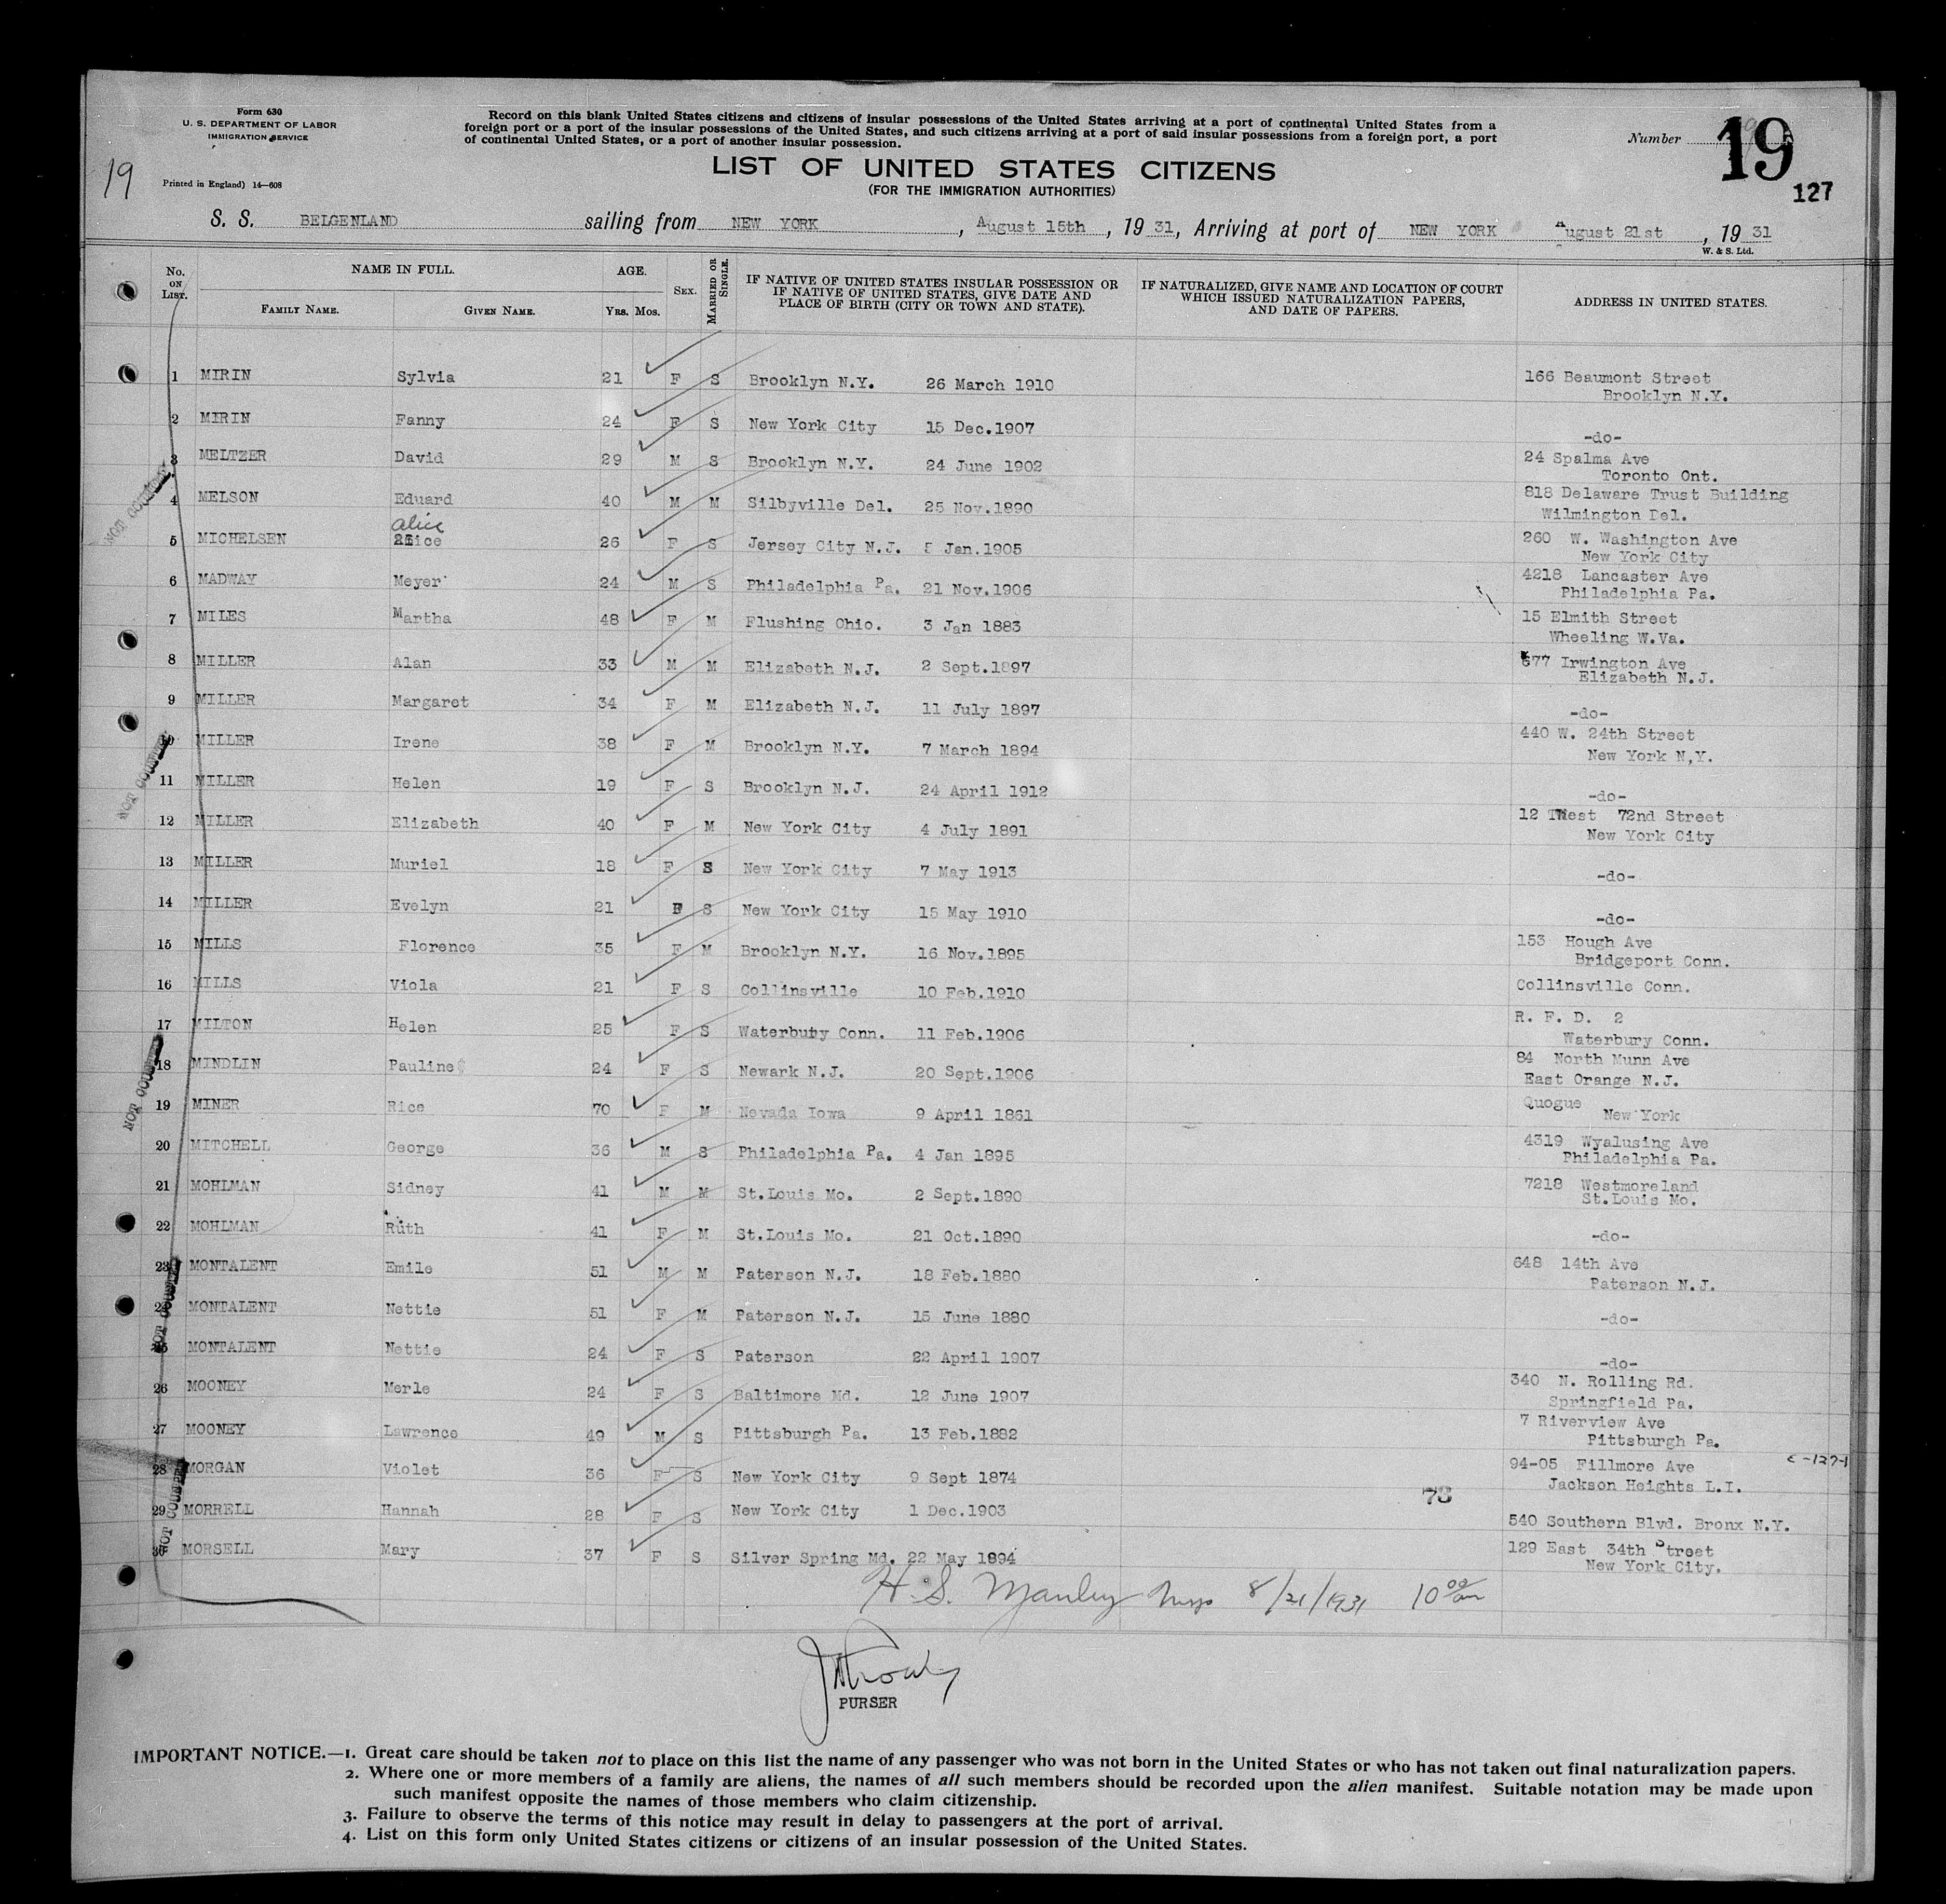 Form 630
U. S. DEPARTMENT OF LABOR
IMMIGRATION SERVICE
19
Printed in England) 14—608
Record on this blank United States citizens and citizens of insular possessions of the United States arriving at a port of continental United States from a
foreign port or a port of the insular possessions of the United States, and such citizens arriving at a port of said insular possessions from a foreign port, a port
of continental United States, or a port of another insular possession.
LIST OF UNITED STATES CITIZENS
(FOR THE IMMIGRATION AUTHORITIES)
Number 19
127
S. S. BELGENLAND sailing from NEW YORK, August 15th, 19 31, Arriving at port of NEW YORK August 21st, 19 31
W. & S. Ltd.
No. ON LIST. NAME IN FULL. FAMILY NAME. GIVEN NAME. AGE. YRS. MOS. SEX. MARRIED OR SINGLE. IF NATIVE OF UNITED STATES INSULAR POSSESSION OR IF NATIVE OF UNITED STATES, GIVE DATE AND PLACE OF BIRTH (CITY OR TOWN AND STATE). IF NATURALIZED, GIVE NAME AND LOCATION OF COURT WHICH ISSUED NATURALIZATION PAPERS, AND DATE OF PAPERS. ADDRESS IN UNITED STATES.
1 MIRIN Sylvia 21 F S Brooklyn N.Y. 26 March 1910 166 Beaumont Street
Brooklyn N.Y.
2 MIRIN Fanny 24 F S New York City 15 Dec.1907 -do-
3 MELTZER David 29 M S Brooklyn N.Y. 24 June 1902 24 Spalma Ave
Toronto Ont.
4 MELSON Eduard 40 M M Silbyville Del. 25 Nov.1890 818 Delaware Trust Building
Wilmington Del.
Alice
5 MICHELSEN 26 F S Jersey City N.J. 5 Jan.1905 260 W. Washington Ave
New York City
6 MADWAY Meyer 24 M S Philadelphia Pa. 21 Nov.1906 4218 Lancaster Ave
Philadelphia Pa.
7 MILES Martha 48 F M Flushing Ohio. 3 Jan 1883 15 Elmith Street
Wheeling W.Va.
8 MILLER Alan 33 M M Elizabeth N.J. 2 Sept.1897 677 Irwington Ave
Elizabeth N.J.
9 MILLER Margaret 34 F M Elizabeth N.J. 11 July 1897 -do-
10 MILLER Irene 38 F M Brooklyn N.Y. 7 March 1894 440 W. 24th Street
New York N,Y.
11 MILLER Helen 19 F S Brooklyn N.J. 24 April 1912 -do-
12 MILLER Elizabeth 40 F M New York City 4 July 1891 12 West 72nd Street
New York City
13 MILLER Muriel 18 F S New York City 7 May 1913 -do-
14 MILLER Evelyn 21 F S New York City 15 May 1910 -do-
15 MILLS Florence 35 F M Brooklyn N.Y. 16 Nov.1895 153 Hough Ave
Bridgeport Conn.
16 MILLS Viola 21 F S Collinsville 10 Feb.1910 Collinsville Conn.
17 MILTON Helen 25 F S Waterbury Conn. 11 Feb.1906 R. F. D. 2
Waterbury Conn.
18 MINDLIN Pauline 24 F S Newark N.J. 20 Sept.1906 84 North Munn Ave
East Orange N.J.
19 MINER Rice 70 F M Nevada Iowa 9 April 1861 Quogue
New York
20 MITCHELL George 36 M S Philadelphia Pa. 4 Jan 1895 4319 Wyalusing Ave
Philadelphia Pa.
21 MOHLMAN Sidney 41 M M St.Louis Mo. 2 Sept.1890 7218 Westmoreland
St.Louis Mo.
22 MOHLMAN Ruth 41 F M St.Louis Mo. 21 Oct.1890 -do-
23 MONTALENT Emile 51 M M Paterson N.J. 18 Feb.1880 648 14th Ave
Paterson N.J.
24 MONTALENT Nettie 51 F M Paterson N.J. 15 June 1880 -do-
25 MONTALENT Nettie 24 F S Paterson 22 April 1907 -do-
26 MOONEY Merle 24 F S Baltimore Md. 12 June 1907 340 N. Rolling Rd.
Springfield Pa.
27 MOONEY Lawrence 49 M S Pittsburgh Pa. 13 Feb.1882 7 Riverview Ave
Pittsburgh Pa.
28 MORGAN Violet 36 F S New York City 9 Sept 1874 94-05 Fillmore Ave
Jackson Heights L.I.
73
29 MORRELL Hannah 28 F S New York City 1 Dec.1903 540 Southern Blvd. Bronx N.Y.
30 MORSELL Mary 37 F S Silver Spring Md. 22 May 1894 129 East 34th Street
New York City.
NOT COUNTED
NOT COUNTED
NOT COUNTED
NOT COUNTED
NOT COUNTED
H. S. Manley Insp 8/21/1931 10 00 am
PURSER
IMPORTANT NOTICE.—1. Great care should be taken not to place on this list the name of any passenger who was not born in the United States or who has not taken out final naturalization papers.
2. Where one or more members of a family are aliens, the names of all such members should be recorded upon the alien manifest. Suitable notation may be made upon
such manifest opposite the names of those members who claim citizenship.
3. Failure to observe the terms of this notice may result in delay to passengers at the port of arrival.
4. List on this form only United States citizens or citizens of an insular possession of the United States.